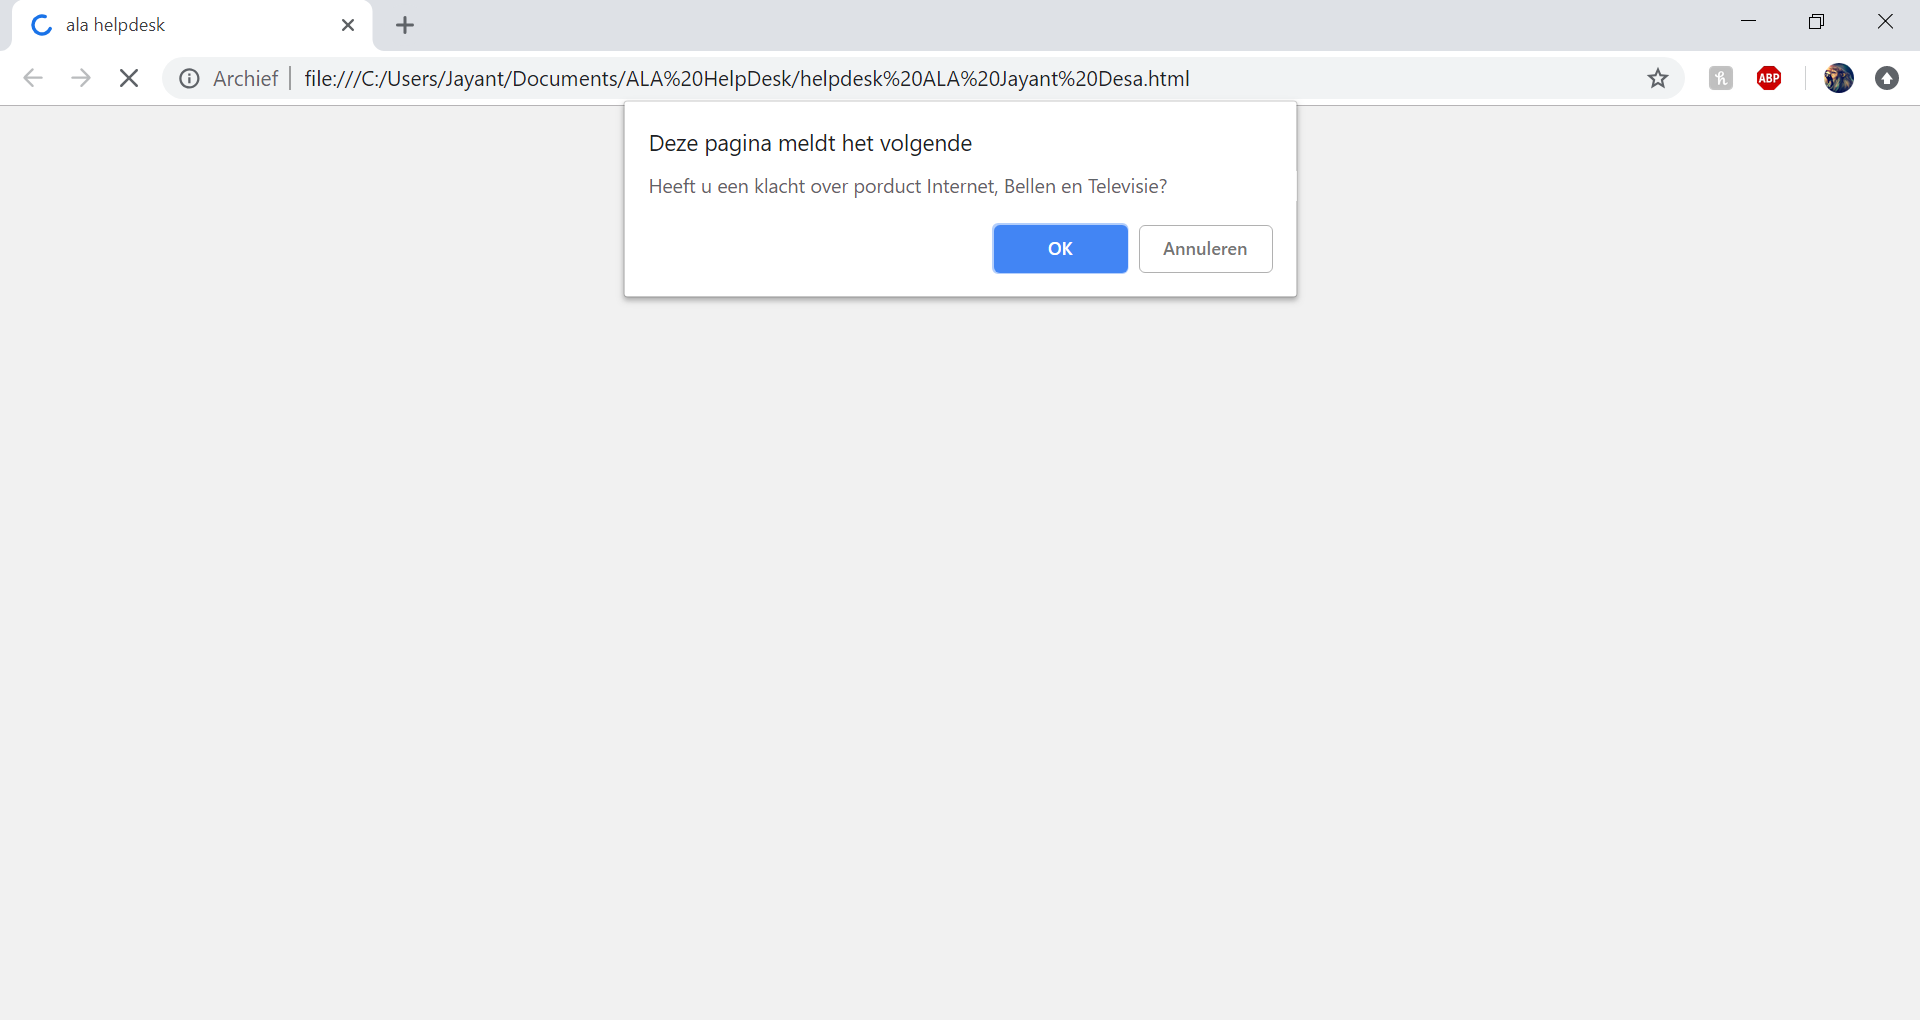 ala helpdesk
Archief file:///C:/Users/Jayant/Documents/ALA%20HelpDesk/helpdesk%20ALA%20Jayant%20Desa.html
ABP
Deze pagina meldt het volgende
Heeft u een klacht over porduct Internet, Bellen en Televisie?
OK Annuleren